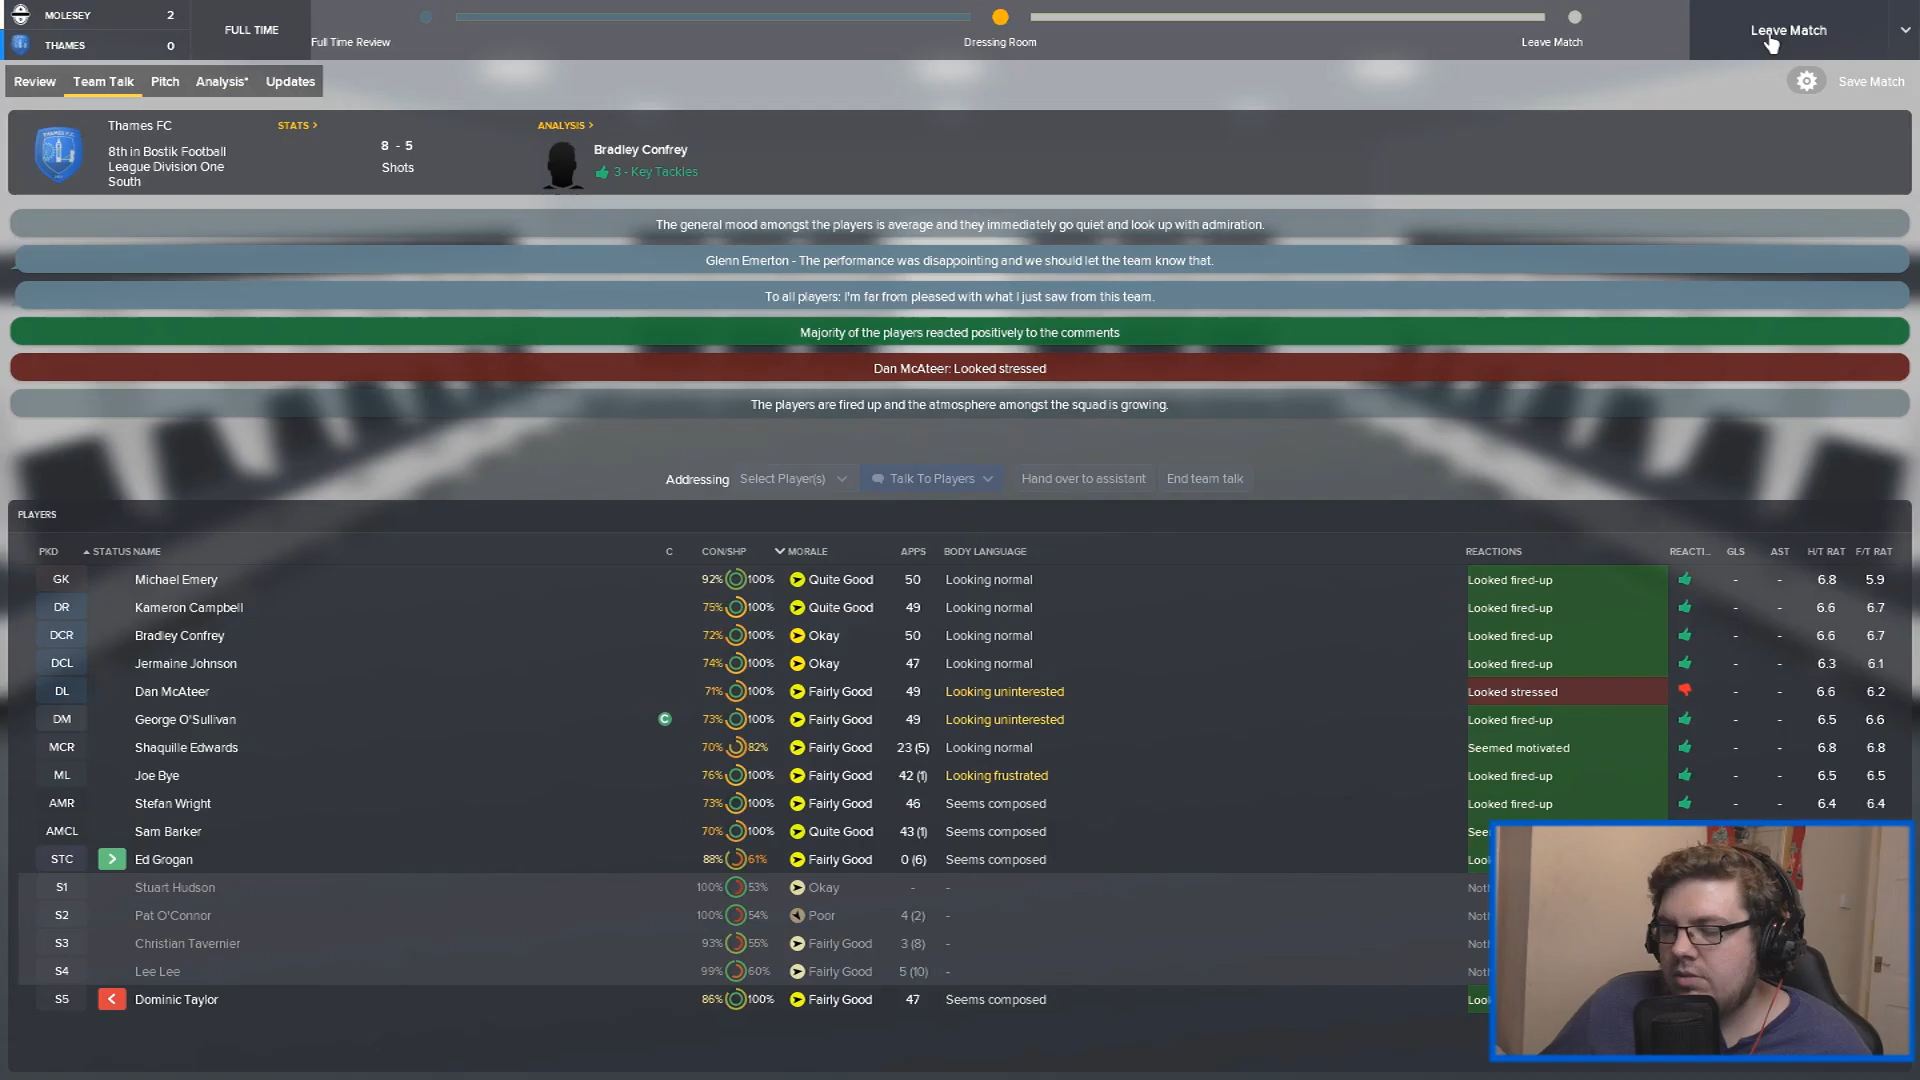 MOLESEY 2
THAMES 0
FULL TIME
Full Time Review
Dressing Room
Leave Match
Leave Match
Review Team Talk Pitch Analysis* Updates
Save Match
Thames FC
8th in Bostik Football
League Division One
South
STATS >
8 - 5
Shots
ANALYSIS >
Bradley Confrey
3 - Key Tackles
The general mood amongst the players is average and they immediately go quiet and look up with admiration.
Glenn Emerton - The performance was disappointing and we should let the team know that.
To all players: I'm far from pleased with what I just saw from this team.
Majority of the players reacted positively to the comments
Dan McAteer: Looked stressed
The players are fired up and the atmosphere amongst the squad is growing.
Addressing Select Player(s) Talk To Players Hand over to assistant End team talk
PLAYERS
PKD STATUS NAME C CON/SHP MORALE APPS BODY LANGUAGE REACTIONS REACTI... GLS AST H/T RAT F/T RAT
GK Michael Emery 92% 100% Quite Good 50 Looking normal Looked fired-up - - 6.8 5.9
DR Kameron Campbell 75% 100% Quite Good 49 Looking normal Looked fired-up - - 6.6 6.7
DCR Bradley Confrey 72% 100% Okay 50 Looking normal Looked fired-up - - 6.6 6.7
DCL Jermaine Johnson 74% 100% Okay 47 Looking normal Looked fired-up - - 6.3 6.1
DL Dan McAteer 71% 100% Fairly Good 49 Looking uninterested Looked stressed - - 6.6 6.2
DM George O'Sullivan C 73% 100% Fairly Good 49 Looking uninterested Looked fired-up - - 6.5 6.6
MCR Shaquille Edwards 70% 82% Fairly Good 23 (5) Looking normal Seemed motivated - - 6.8 6.8
ML Joe Bye 76% 100% Fairly Good 42 (1) Looking frustrated Looked fired-up - - 6.5 6.5
AMR Stefan Wright 73% 100% Fairly Good 46 Seems composed Looked fired-up - - 6.4 6.4
AMCL Sam Barker 70% 100% Quite Good 43 (1) Seems composed See
STC Ed Grogan 88% 61% Fairly Good 0 (6) Seems composed Loo
S1 Stuart Hudson 100% 53% Okay - - Not
S2 Pat O'Connor 100% 54% Poor 4 (2) - Not
S3 Christian Tavernier 93% 55% Fairly Good 3 (8) - Not
S4 Lee Lee 99% 60% Fairly Good 5 (10) - Not
S5 Dominic Taylor 86% 100% Fairly Good 47 Seems composed Loo